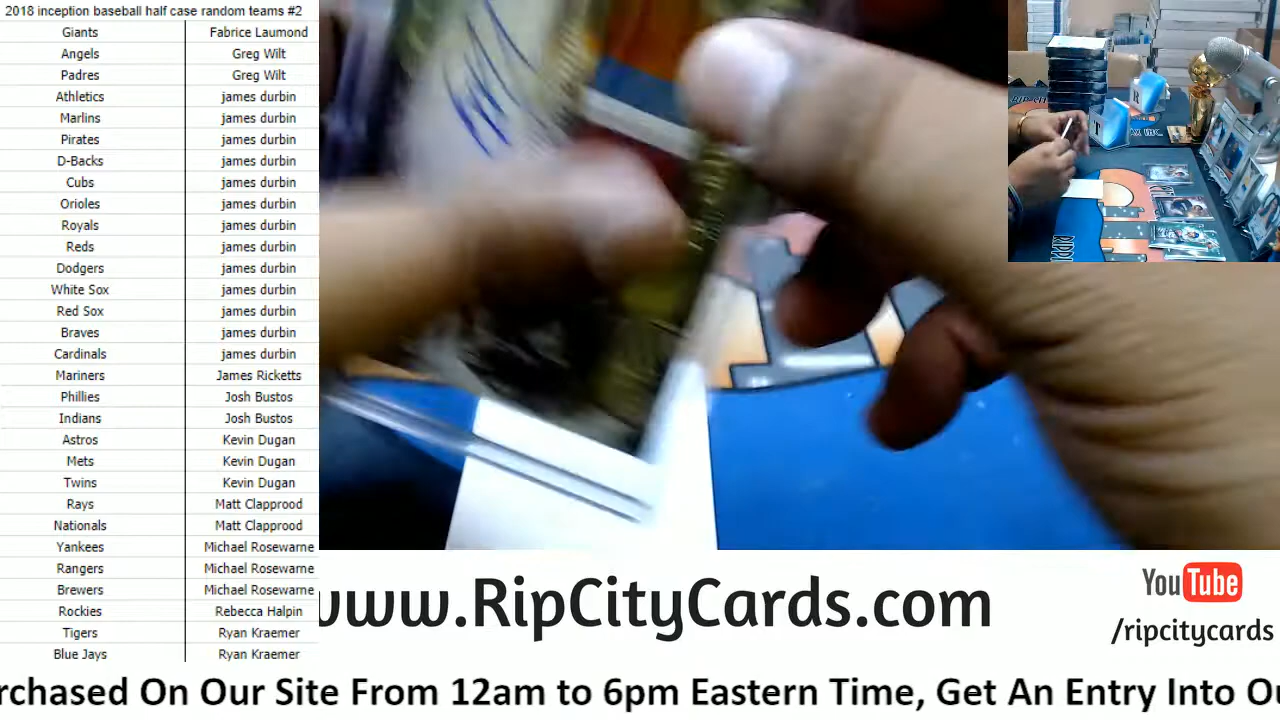 2018 inception baseball half case random teams #2
Giants Fabrice Laumond
Angels Greg Wilt
Padres Greg Wilt
Athletics james durbin
Marlins james durbin
Pirates james durbin
D-Backs james durbin
Cubs james durbin
Orioles james durbin
Royals james durbin
Reds james durbin
Dodgers james durbin
White Sox james durbin
Red Sox james durbin
Braves james durbin
Cardinals james durbin
Mariners James Ricketts
Phillies Josh Bustos
Indians Josh Bustos
Astros Kevin Dugan
Mets Kevin Dugan
Twins Kevin Dugan
Rays Matt Clapprood
Nationals Matt Clapprood
Yankees Michael Rosewarne
Rangers Michael Rosewarne
Brewers Michael Rosewarne
Rockies Rebecca Halpin
Tigers Ryan Kraemer
Blue Jays Ryan Kraemer
www.RipCityCards.com
YouTube
/ripcitycards
rchased On Our Site From 12am to 6pm Eastern Time, Get An Entry Into Ou